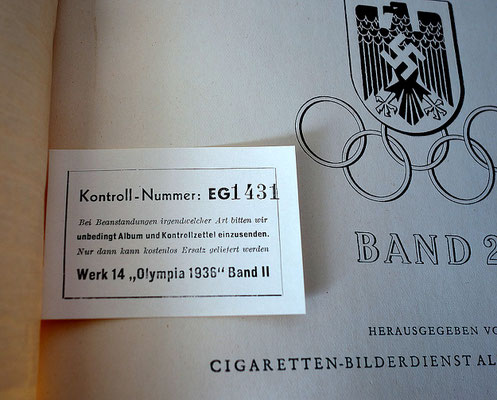 Kontroll-Nummer: EG1431
Bei Beanstandungen irgendwelcher Art bitten wir
unbedingt Album und Kontrollzettel einzusenden.
Nur dann kann kostenlos Ersatz geliefert werden
Werk 14 „Olympia 1936" Band II
BAND 2
HERAUSGEGEBEN VO
CIGARETTEN-BILDERDIENST AL